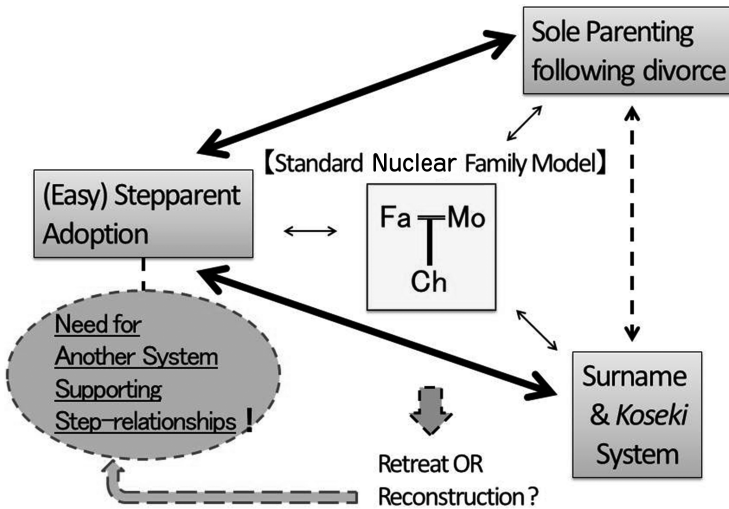 Sole Parenting
following divorce
【Standard Nuclear Family Model】
(Easy) Stepparent
Adoption
Fa Mo
Ch
Need for
Another System
Supporting
Step-relationships!
Surname
& Koseki
System
Retreat OR
Reconstruction?